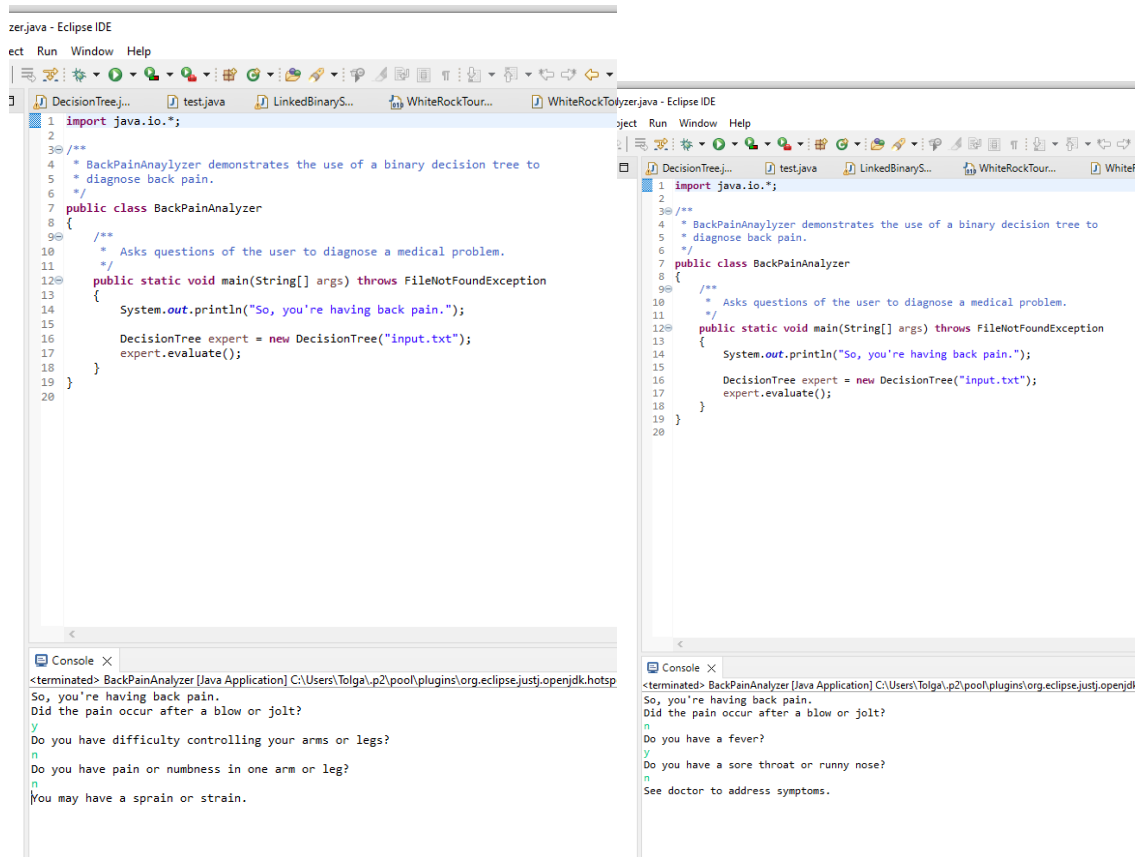 zer.java - Eclipse IDE
ect Run Window Help
DecisionTree.j... test.java LinkedBinaryS... WhiteRockTour... WhiteRockTo
1 import java.io.*;
2
3 /**
4 * BackPainAnaylyzer demonstrates the use of a binary decision tree to
5 * diagnose back pain.
6 */
7 public class BackPainAnalyzer
8 {
9 /**
10 * Asks questions of the user to diagnose a medical problem.
11 */
12 public static void main(String[] args) throws FileNotFoundException
13 {
14 System.out.println("So, you're having back pain.");
15
16 DecisionTree expert = new DecisionTree("input.txt");
17 expert.evaluate();
18 }
19 }
20
Console
<terminated> BackPainAnalyzer [Java Application] C:\Users\Tolga\.p2\pool\plugins\org.eclipse.justj.openjdk.hotsp
So, you're having back pain.
Did the pain occur after a blow or jolt?
y
Do you have difficulty controlling your arms or legs?
n
Do you have pain or numbness in one arm or leg?
n
You may have a sprain or strain.
lyzer.java - Eclipse IDE
oject Run Window Help
DecisionTree.j... test.java LinkedBinaryS... WhiteRockTour... WhiteR
1 import java.io.*;
2
3 /**
4 * BackPainAnaylyzer demonstrates the use of a binary decision tree to
5 * diagnose back pain.
6 */
7 public class BackPainAnalyzer
8 {
9 /**
10 * Asks questions of the user to diagnose a medical problem.
11 */
12 public static void main(String[] args) throws FileNotFoundException
13 {
14 System.out.println("So, you're having back pain.");
15
16 DecisionTree expert = new DecisionTree("input.txt");
17 expert.evaluate();
18 }
19 }
20
Console
<terminated> BackPainAnalyzer [Java Application] C:\Users\Tolga\.p2\pool\plugins\org.eclipse.justj.openjdk
So, you're having back pain.
Did the pain occur after a blow or jolt?
n
Do you have a fever?
y
Do you have a sore throat or runny nose?
n
See doctor to address symptoms.